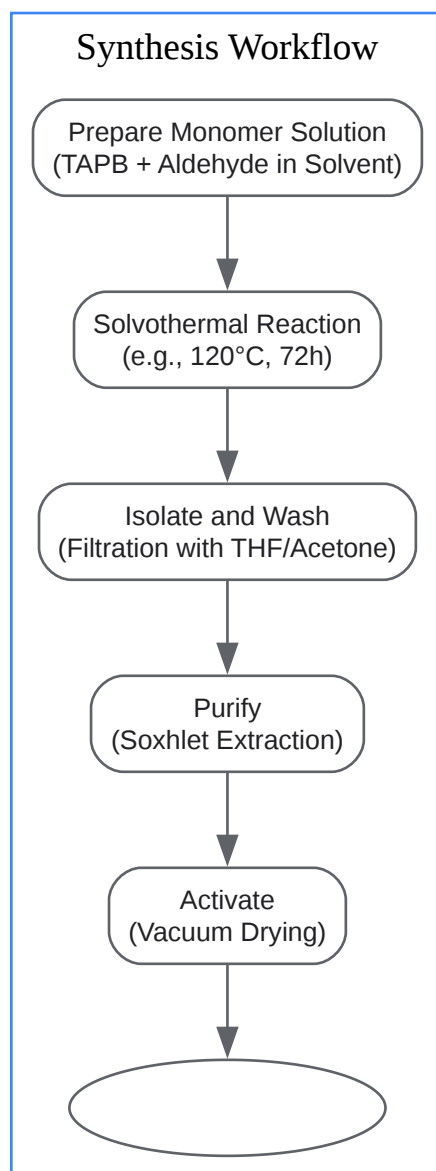 Synthesis Workflow
Prepare Monomer Solution
(TAPB + Aldehyde in Solvent)
Solvothermal Reaction
(e.g., 120°C, 72h)
Isolate and Wash
(Filtration with THF/Acetone)
Purify
(Soxhlet Extraction)
Activate
(Vacuum Drying)